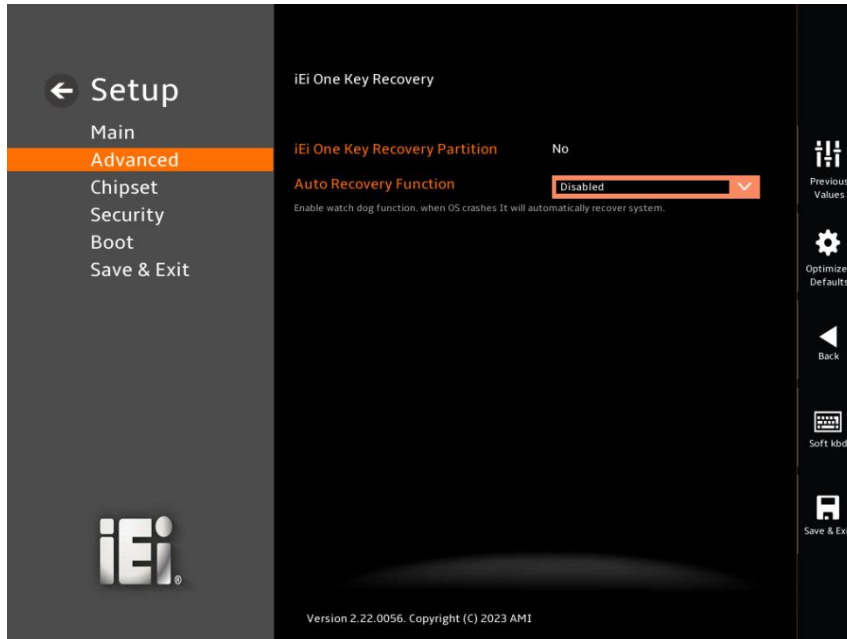 Setup
Main
Advanced
Chipset
Security
Boot
Save & Exit
iEi One Key Recovery
iEi One Key Recovery Partition No
Auto Recovery Function Disabled
Enable watch dog function. when OS crashes It will automatically recover system.
Previous
Values
Optimize
Defaults
Back
Soft kbd
Save & Ex
iEi®
Version 2.22.0056. Copyright (C) 2023 AMI